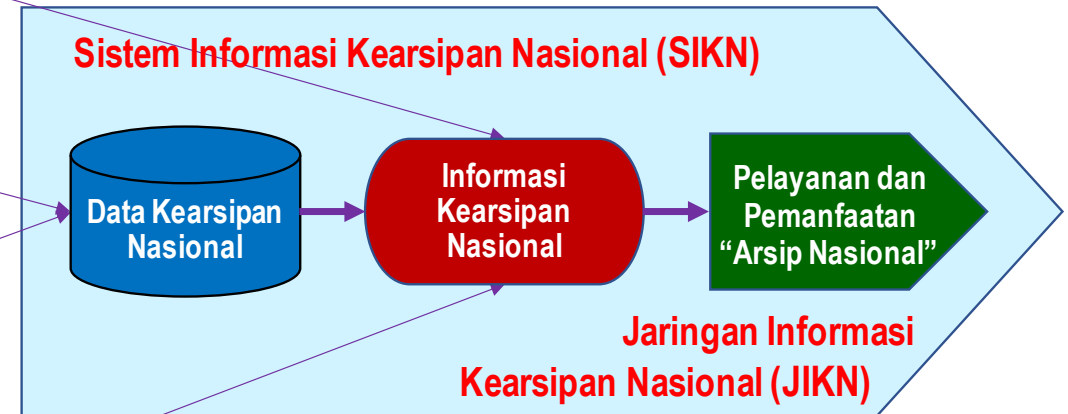 Sistem Informasi Kearsipan Nasional (SIKN)
Data Kearsipan
Nasional
Informasi
Kearsipan
Nasional
Pelayanan dan
Pemanfaatan
“Arsip Nasional”
Jaringan Informasi
Kearsipan Nasional (JIKN)